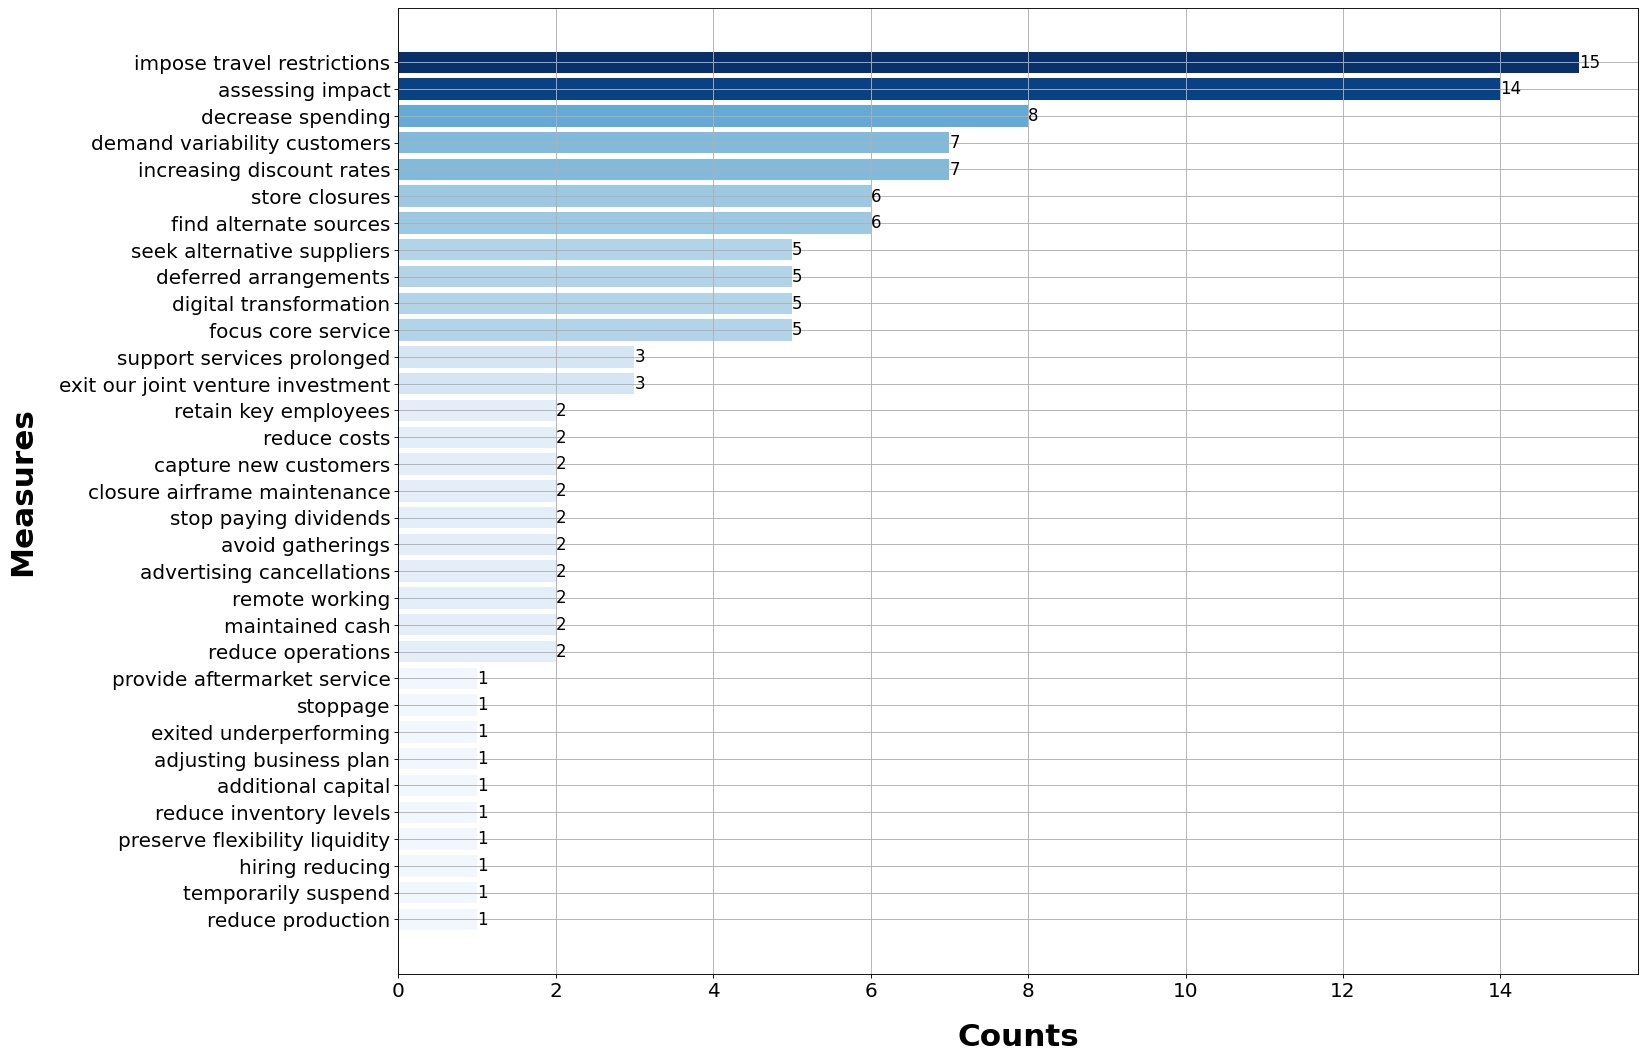 impose travel restrictions 15
assessing impact 14
decrease spending 8
demand variability customers 7
increasing discount rates 7
store closures 6
find alternate sources 6
seek alternative suppliers 5
deferred arrangements 5
digital transformation 5
focus core service 5
support services prolonged 3
exit our joint venture investment 3
retain key employees 2
reduce costs 2
capture new customers 2
closure airframe maintenance 2
stop paying dividends 2
avoid gatherings 2
advertising cancellations 2
remote working 2
maintained cash 2
reduce operations 2
provide aftermarket service 1
stoppage 1
exited underperforming 1
adjusting business plan 1
additional capital 1
reduce inventory levels 1
preserve flexibility liquidity 1
hiring reducing 1
temporarily suspend 1
reduce production 1
Measures
0 2 4 6 8 10 12 14
Counts